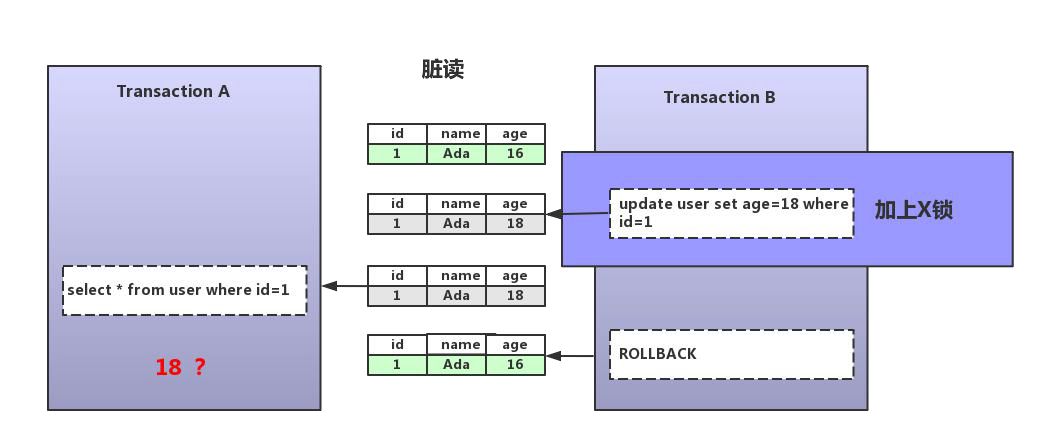 脏读
Transaction A
Transaction B
id name age
1 Ada 16
id name age
1 Ada 18
update user set age=18 where
id=1
加上X锁
id name age
1 Ada 18
select * from user where id=1
id name age
1 Ada 16
ROLLBACK
18 ？